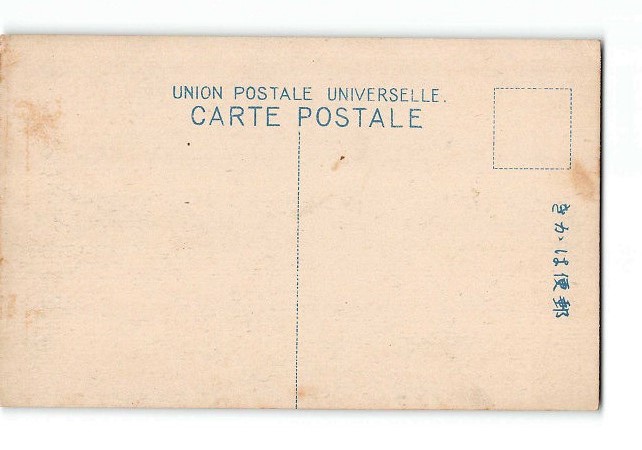 UNION POSTALE UNIVERSELLE.
CARTE POSTALE
きかは便郵